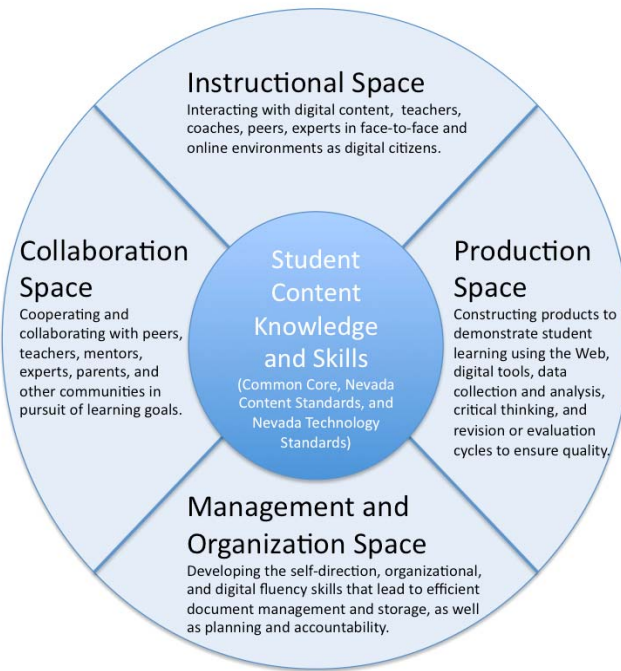 Instructional Space
Interacting with digital content, teachers,
coaches, peers, experts in face-to-face and
online environments as digital citizens.
Collaboration
Space
Cooperating and
collaborating with peers,
teachers, mentors,
experts, parents, and
other communities in
pursuit of learning goals.
Student
Content
Knowledge
and Skills
(Common Core, Nevada
Content Standards, and
Nevada Technology
Standards)
Production
Space
Constructing products to
demonstrate student
learning using the Web,
digital tools, data
collection and analysis,
critical thinking, and
revision or evaluation
cycles to ensure quality.
Management and
Organization Space
Developing the self-direction, organizational,
and digital fluency skills that lead to efficient
document management and storage, as well
as planning and accountability.